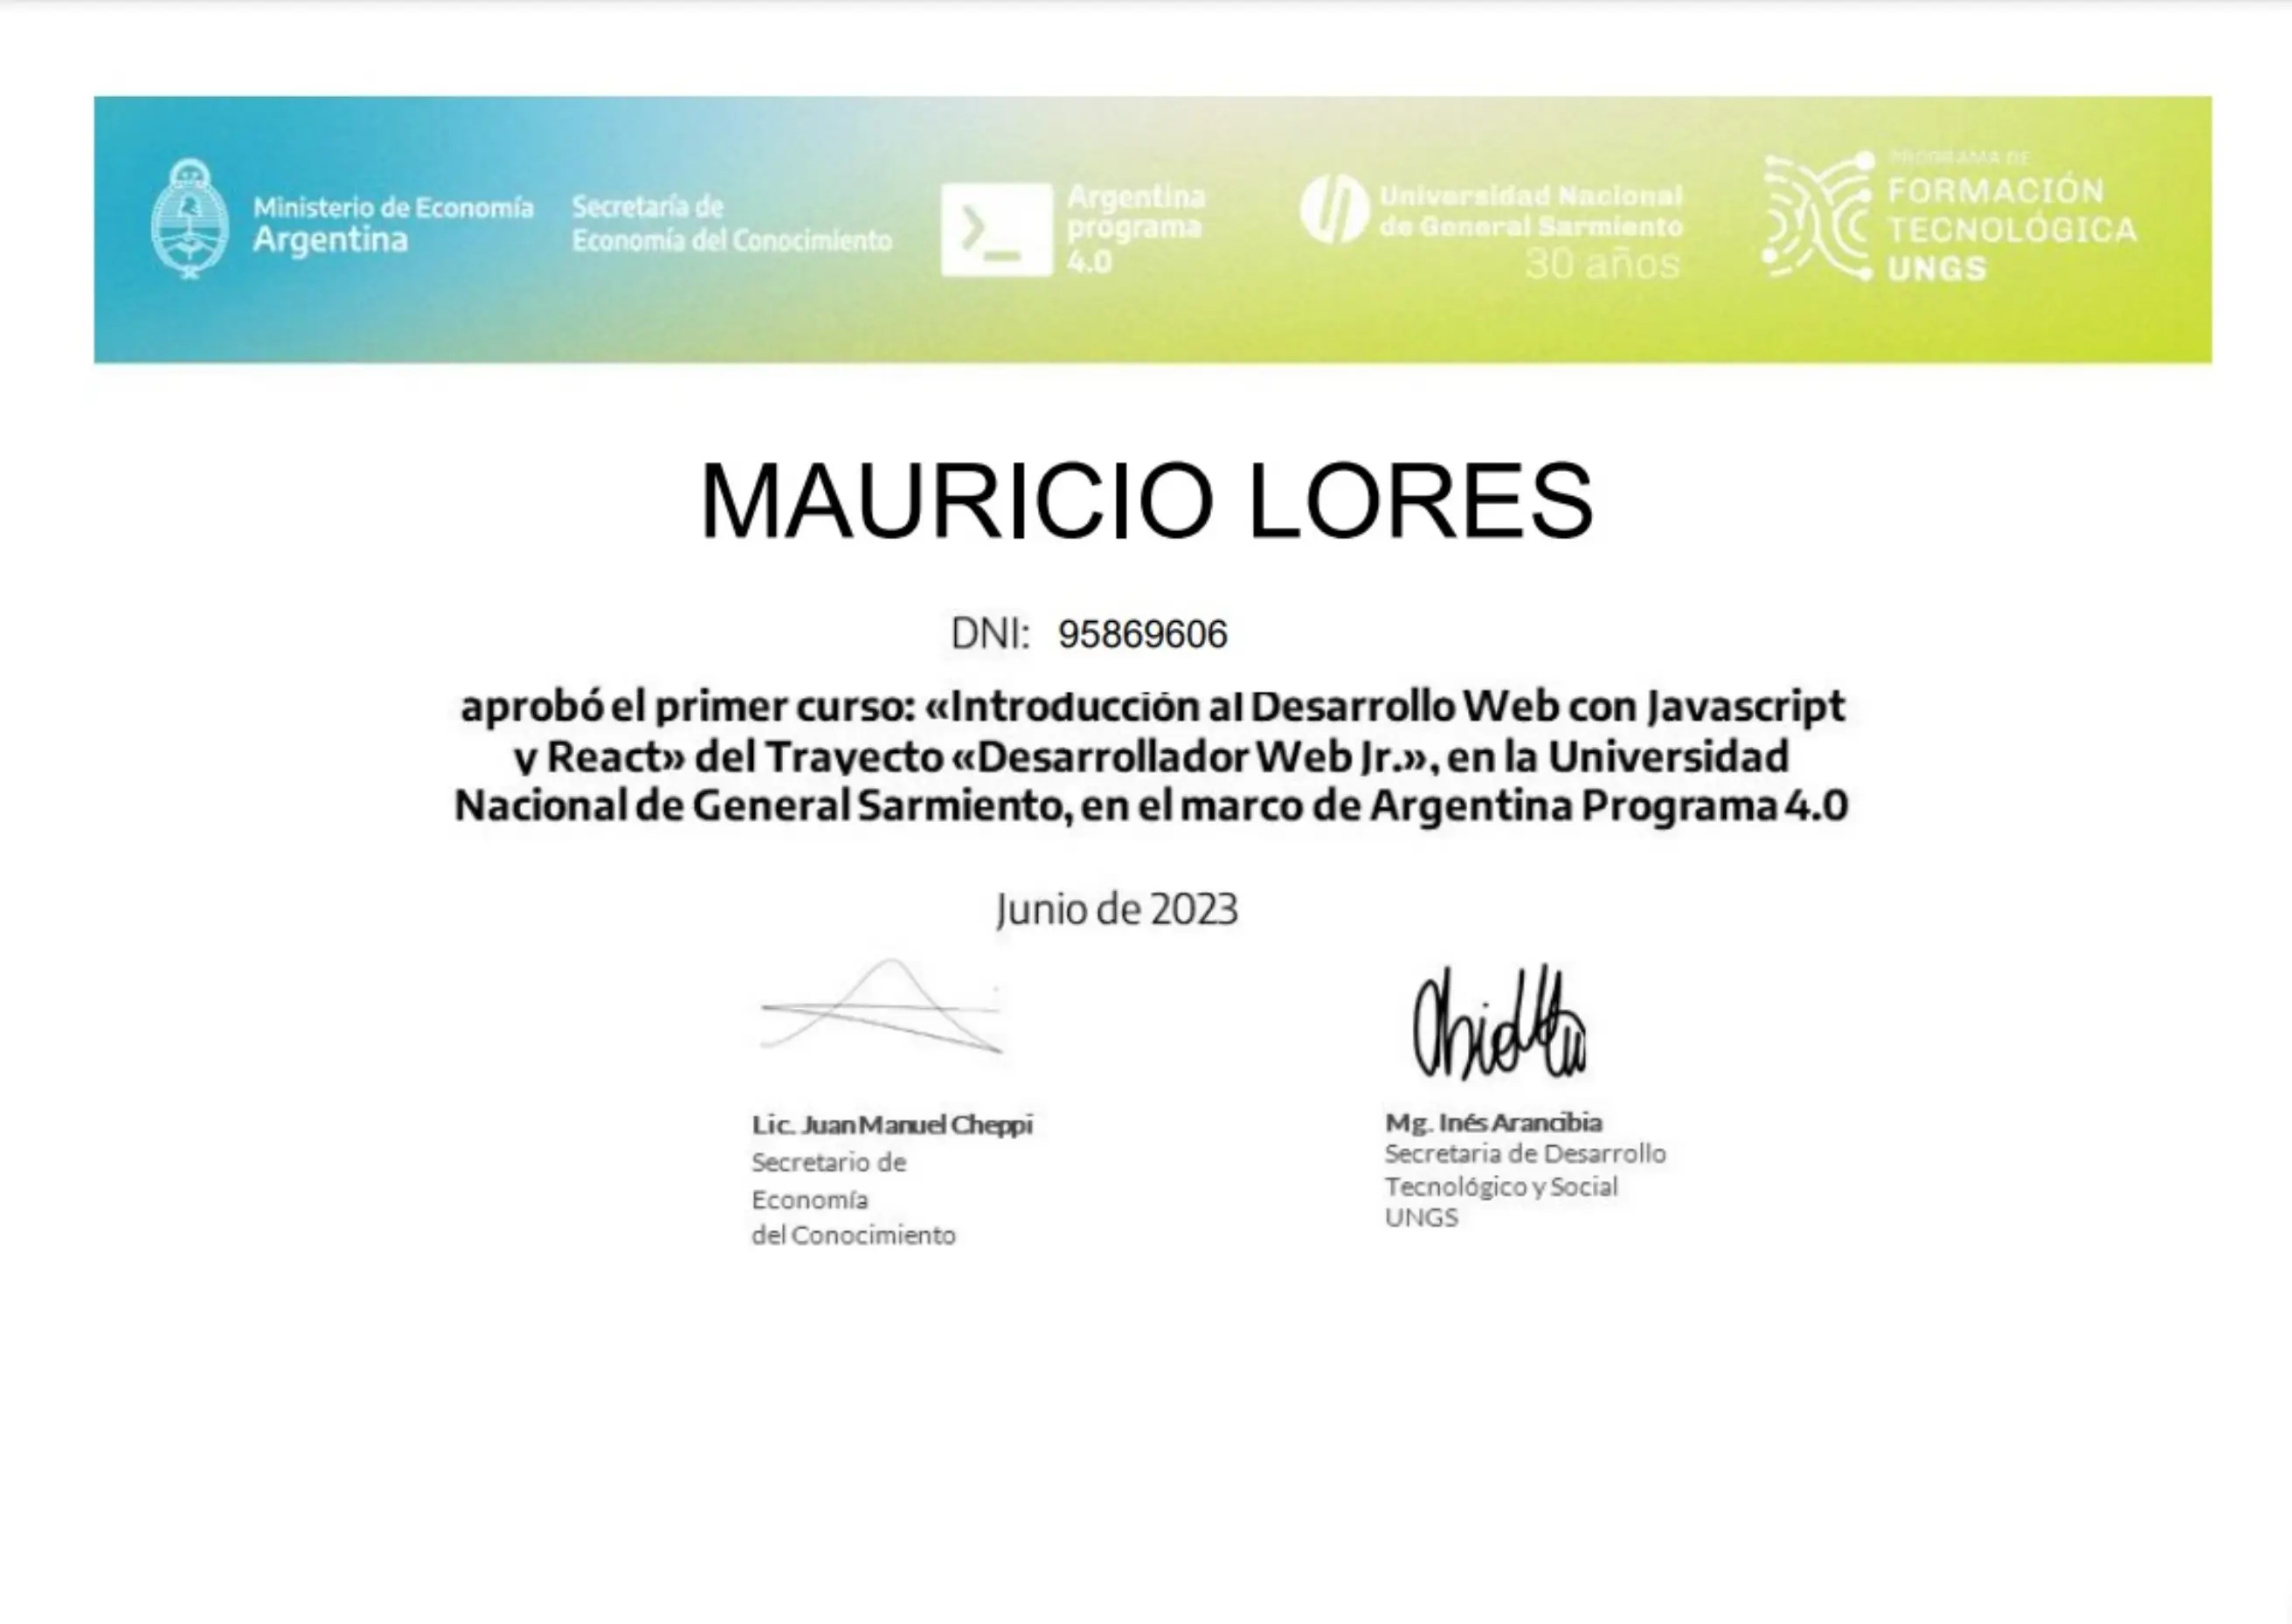 Ministerio de Economía
Argentina
Secretaría de
Economía del Conocimiento
Argentina
programa
4.0
Universidad Nacional
de General Sarmiento
30 años
PROGRAMA DE
FORMACIÓN
TECNOLÓGICA
UNGS
MAURICIO LORES
DNI: 95869606
aprobó el primer curso: «Introducción al Desarrollo Web con Javascript
y React» del Trayecto «Desarrollador Web Jr.», en la Universidad
Nacional de General Sarmiento, en el marco de Argentina Programa 4.0
Junio de 2023
Lic. Juan Manuel Cheppi
Secretario de
Economía
del Conocimiento
Mg. Inés Arancibia
Secretaria de Desarrollo
Tecnológico y Social
UNGS